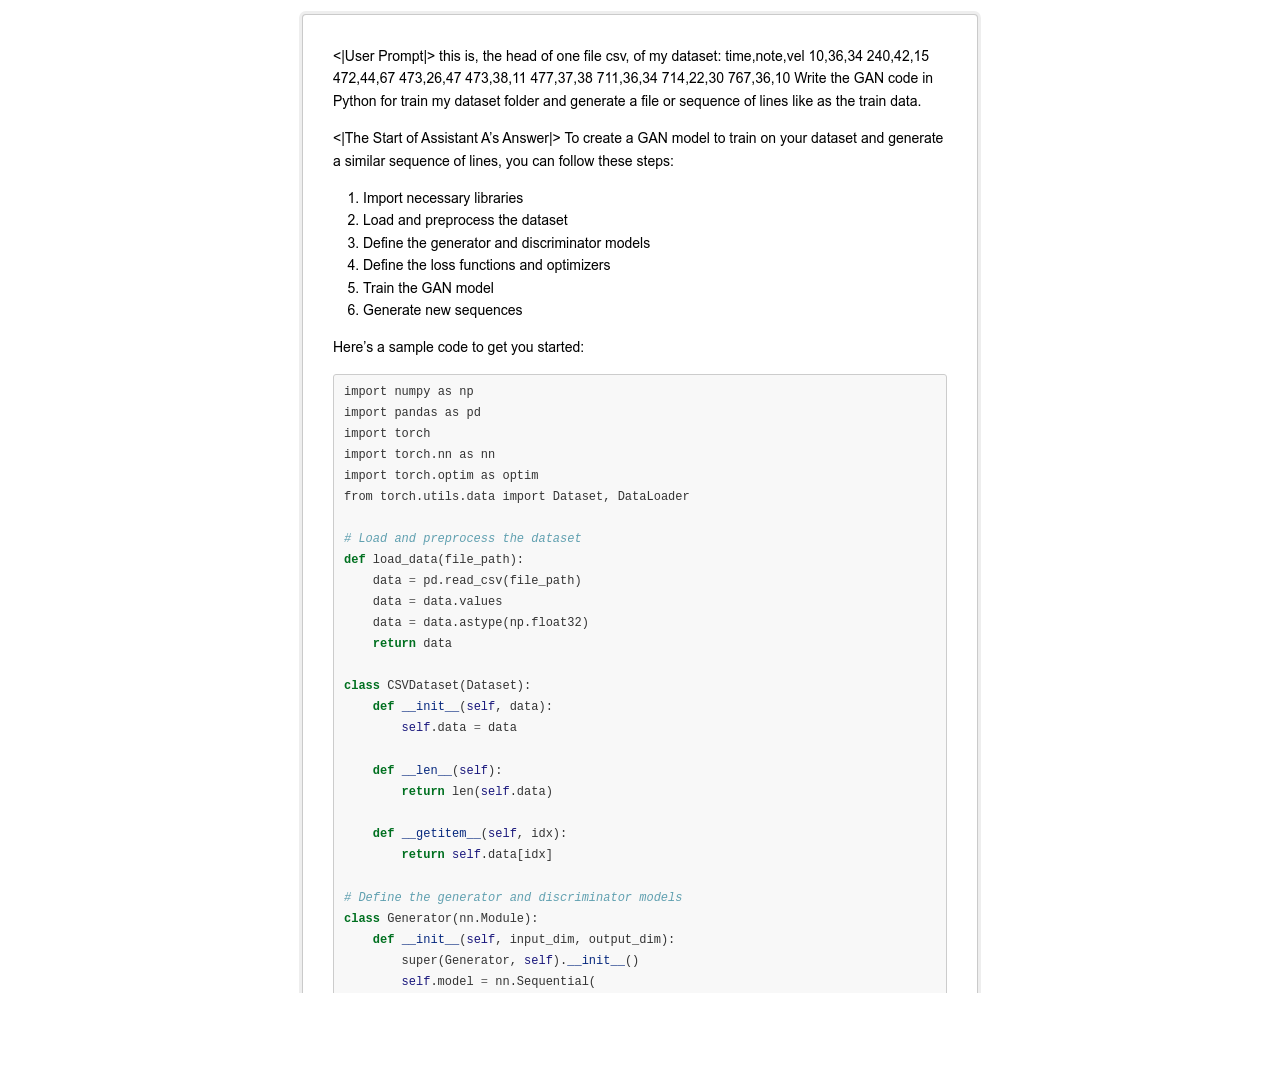 <|User Prompt|> this is, the head of one file csv, of my dataset: time,note,vel 10,36,34 240,42,15
472,44,67 473,26,47 473,38,11 477,37,38 711,36,34 714,22,30 767,36,10 Write the GAN code in
Python for train my dataset folder and generate a file or sequence of lines like as the train data.
<|The Start of Assistant A’s Answer|> To create a GAN model to train on your dataset and generate
a similar sequence of lines, you can follow these steps:
1. Import necessary libraries
2. Load and preprocess the dataset
3. Define the generator and discriminator models
4. Define the loss functions and optimizers
5. Train the GAN model
6. Generate new sequences
Here’s a sample code to get you started:
import numpy as np
import pandas as pd
import torch
import torch.nn as nn
import torch.optim as optim
from torch.utils.data import Dataset, DataLoader
# Load and preprocess the dataset
def load_data(file_path):
    data = pd.read_csv(file_path)
    data = data.values
    data = data.astype(np.float32)
    return data
class CSVDataset(Dataset):
    def __init__(self, data):
        self.data = data
    def __len__(self):
        return len(self.data)
    def __getitem__(self, idx):
        return self.data[idx]
# Define the generator and discriminator models
class Generator(nn.Module):
    def __init__(self, input_dim, output_dim):
        super(Generator, self).__init__()
        self.model = nn.Sequential(